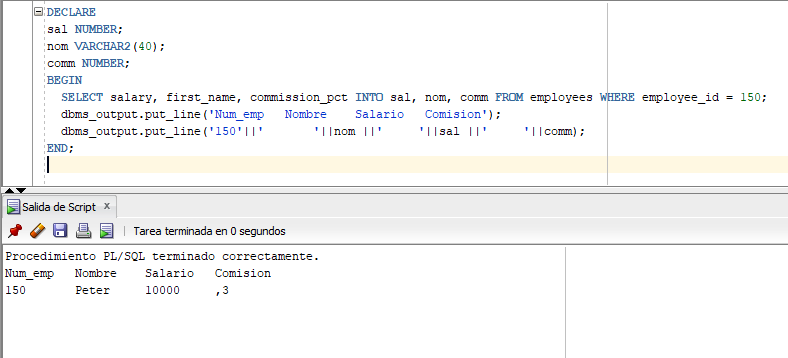 DECLARE
sal NUMBER;
nom VARCHAR2(40);
comm NUMBER;
BEGIN
  SELECT salary, first_name, commission_pct INTO sal, nom, comm FROM employees WHERE employee_id = 150;
  dbms_output.put_line('Num_emp   Nombre    Salario   Comision');
  dbms_output.put_line('150'||'       '||nom ||'     '||sal ||'     '||comm);
END;
Salida de Script x
Tarea terminada en 0 segundos
Procedimiento PL/SQL terminado correctamente.
Num_emp   Nombre    Salario   Comision
150       Peter     10000     ,3